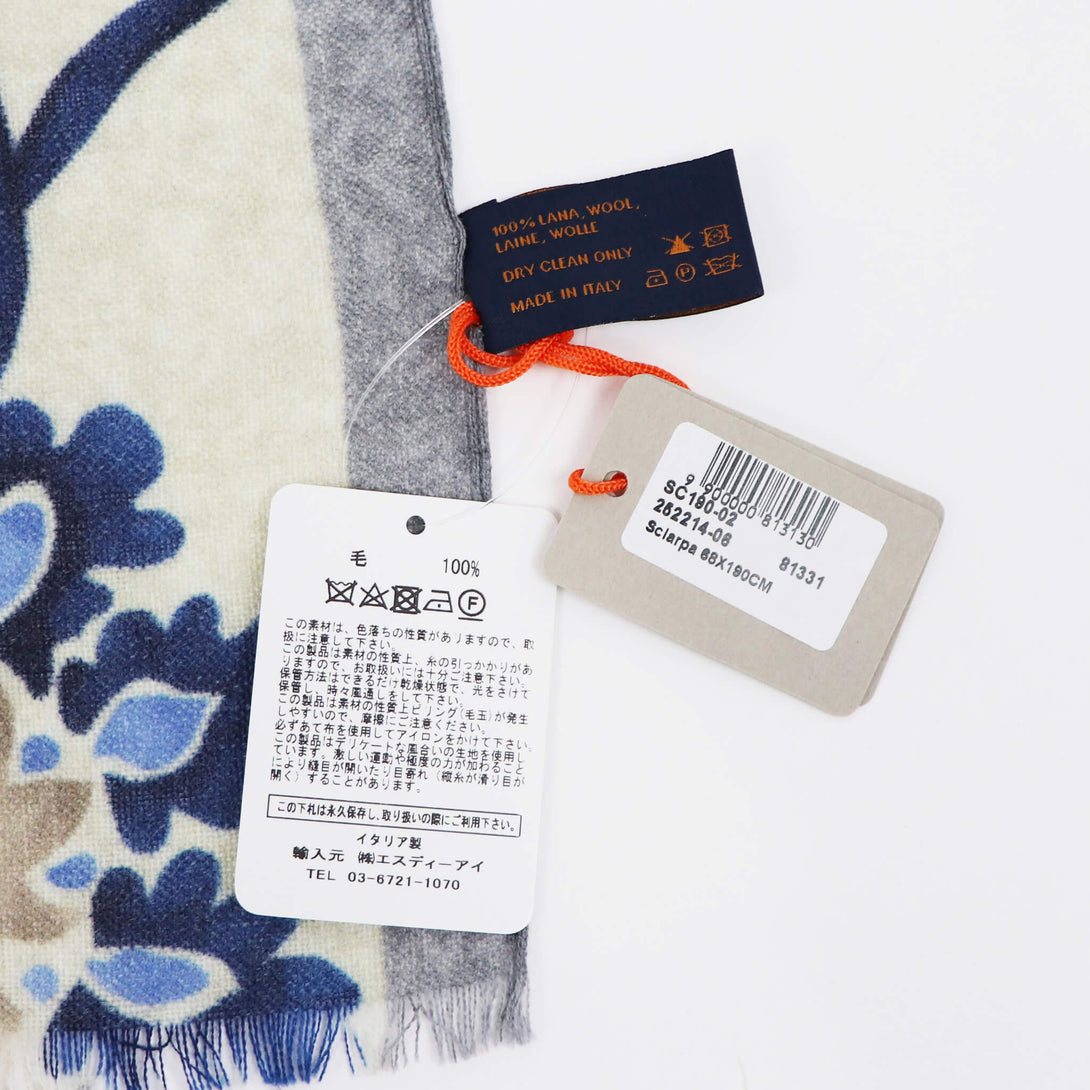 100% LANA, WOOL,
LAINE, WOLLE
DRY CLEAN ONLY
MADE IN ITALY
P
9 900000 813130
SC190-02
252214-06 81331
Sciarpa 68X190CM
毛 100%
F
この素材は、色落ちの性質がありますので、取
扱に注意して下さい。
この製品は素材の性質上、糸の引っかかりがあ
りますので、お取扱いには十分ご注意下さい。
保管方法はできるだけ乾燥状態で、光をさけて
保管し、時々風通しをして下さい。
この製品は素材の性質上ピリング(毛玉)が発生
しやすいので、摩擦にご注意ください。
必ずあて布を使用してアイロンをかけて下さい。
この製品はデリケートな風合いの生地を使用し
ています。激しい運動や極度の力が加わること
により縫目が開いたり目寄れ(縦糸が滑り目が
開く)することがあります。
この下札は永久保存し、取り扱いの際にご利用下さい。
イタリア製
輸入元 ㈱エスディーアイ
TEL 03-6721-1070